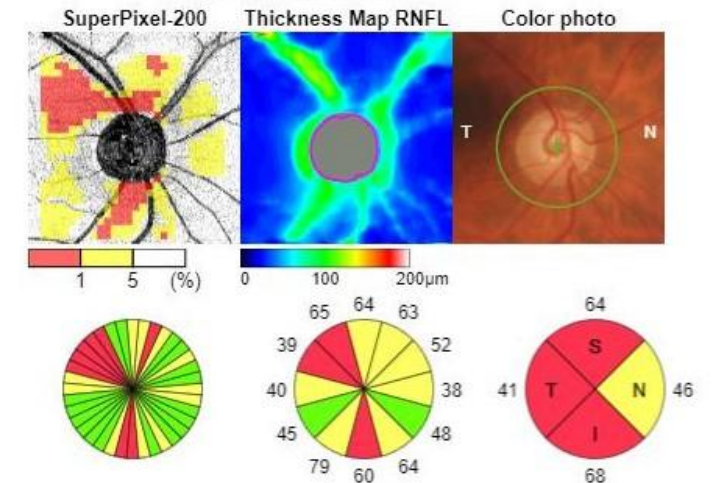 SuperPixel-200 Thickness Map RNFL Color photo
T N
1 5 (%) 0 100 200μm
64 64
65 63
39 52
S
40 38 41 T N 46
I
45 48
79 64
60 68